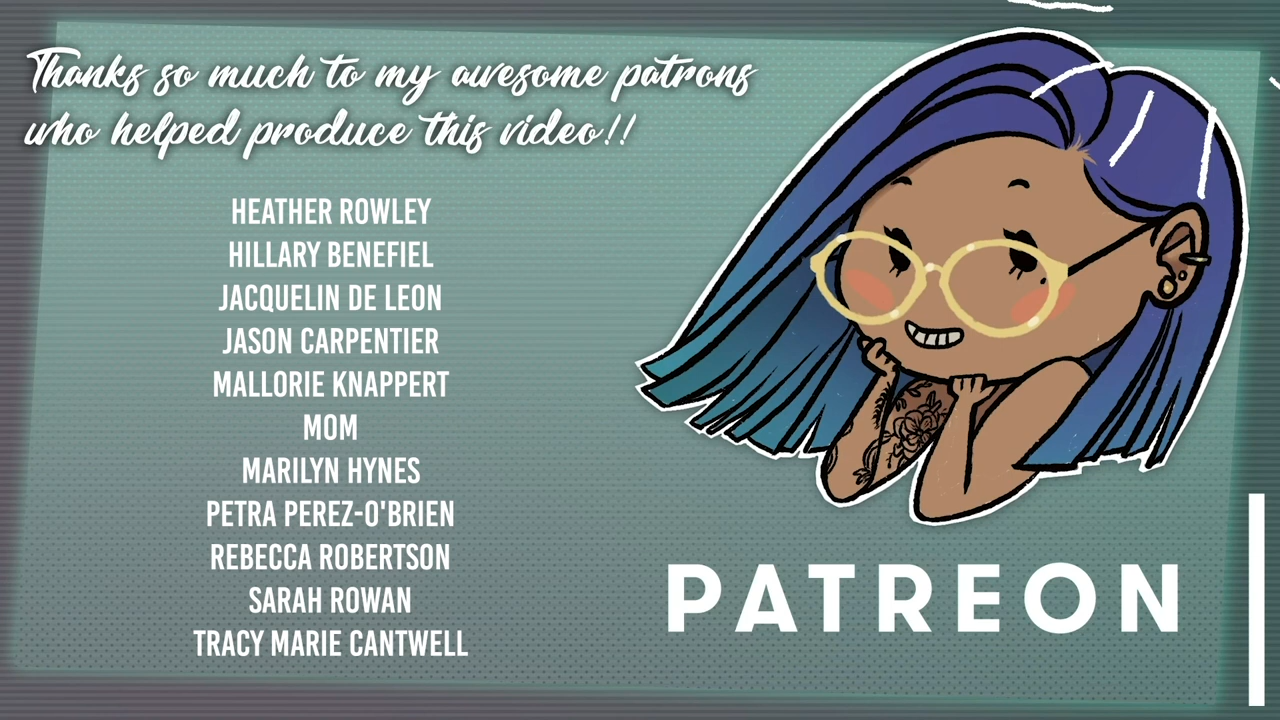 Thanks so much to my awesome patrons
who helped produce this video!!
HEATHER ROWLEY
HILLARY BENEFIEL
JACQUELIN DE LEON
JASON CARPENTIER
MALLORIE KNAPPERT
MOM
MARILYN HYNES
PETRA PEREZ-O'BRIEN
REBECCA ROBERTSON
SARAH ROWAN
TRACY MARIE CANTWELL
PATREON